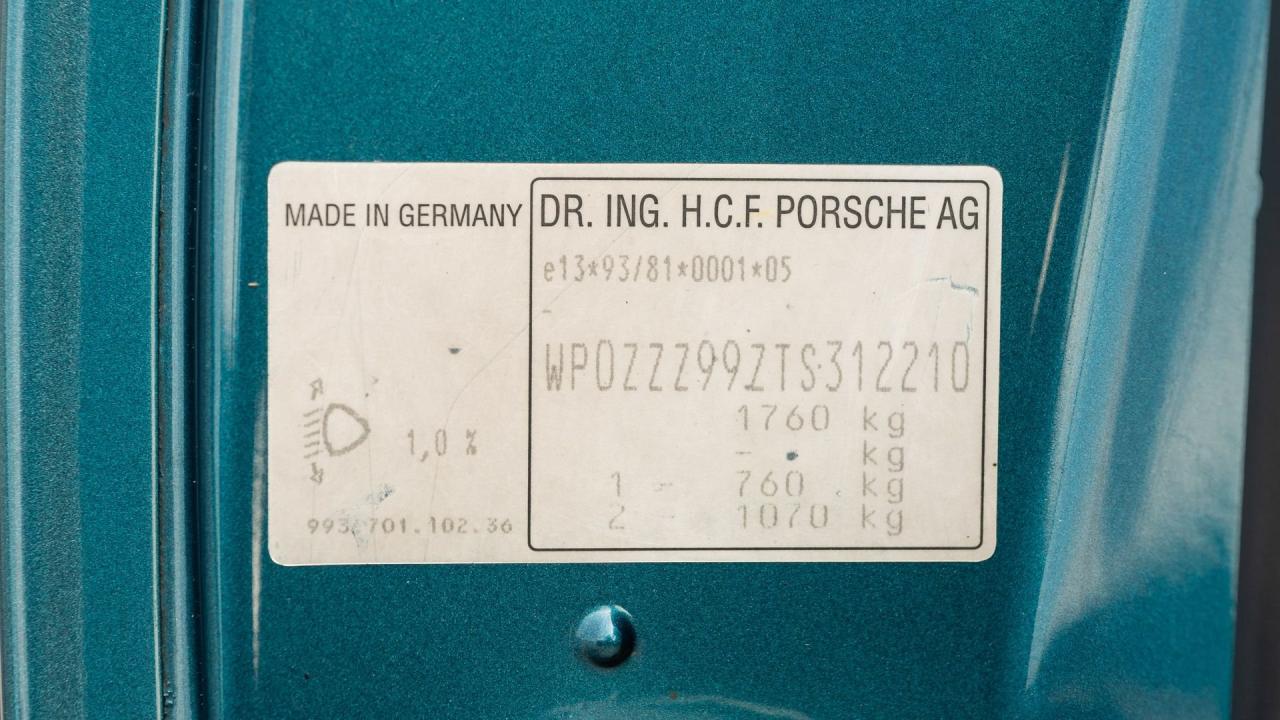 MADE IN GERMANY
DR. ING. H.C.F. PORSCHE AG
e13*93/81*0001*05
-
WP0ZZZ99ZTS312210
1760 kg
- kg
1,0 %
1 - 760 kg
2 - 1070 kg
993.701.102.36